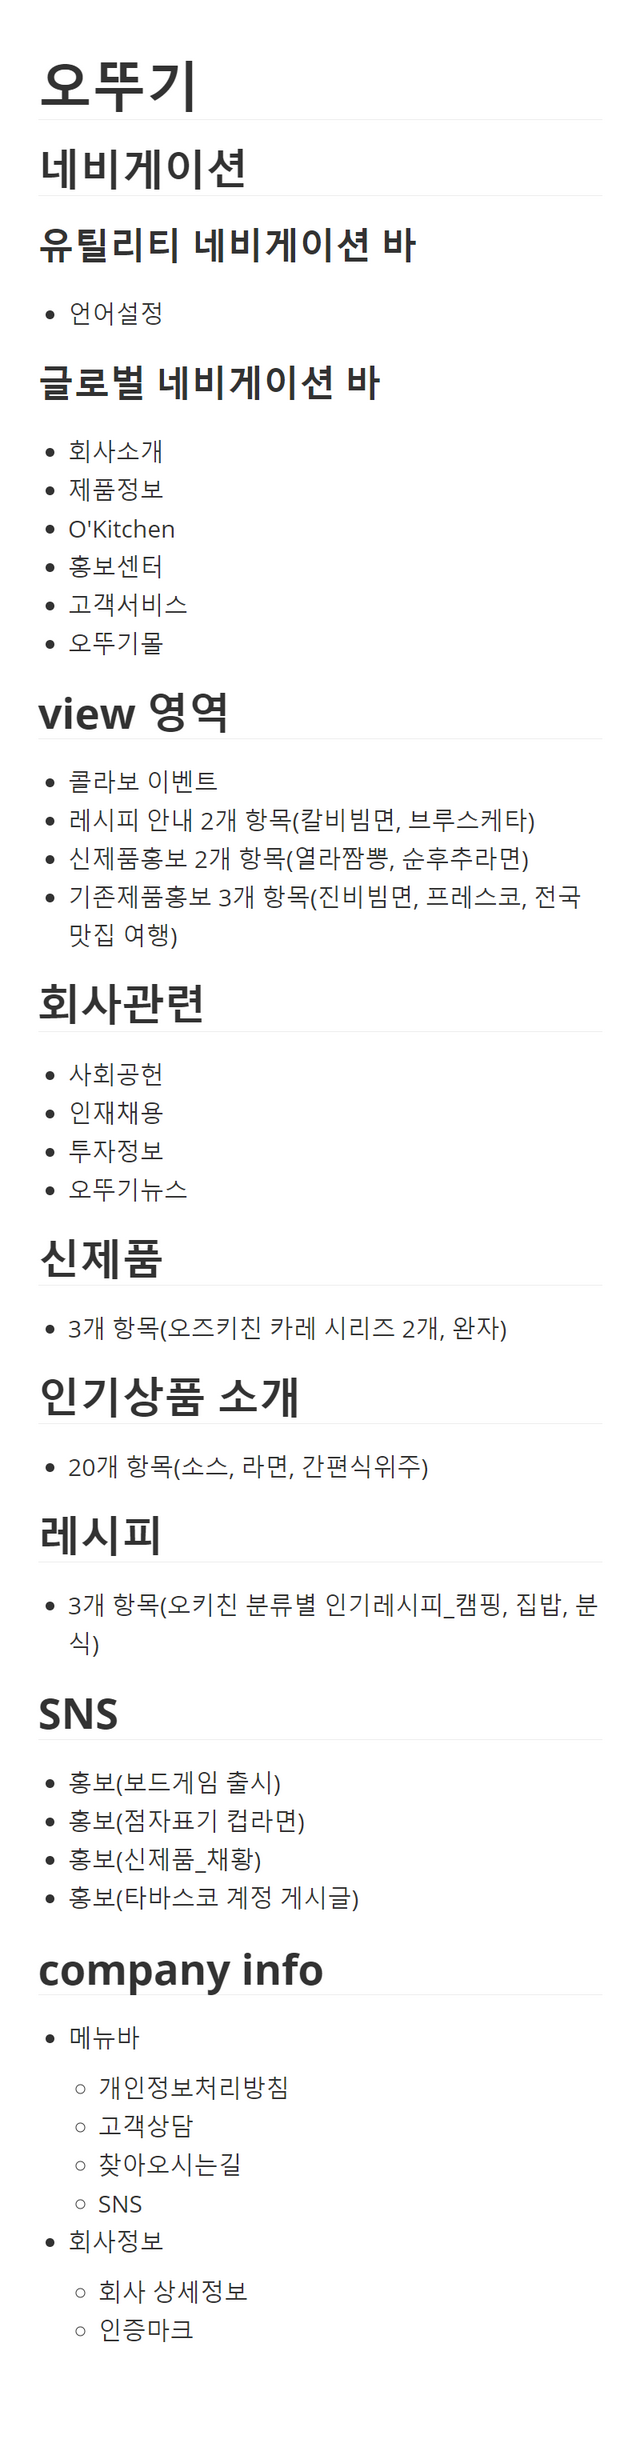 오뚜기
네비게이션
유틸리티 네비게이션 바
언어설정
글로벌 네비게이션 바
회사소개
제품정보
O'Kitchen
홍보센터
고객서비스
오뚜기몰
view 영역
콜라보 이벤트
레시피 안내 2개 항목(칼비빔면, 브루스케타)
신제품홍보 2개 항목(열라짬뽕, 순후추라면)
기존제품홍보 3개 항목(진비빔면, 프레스코, 전국
맛집 여행)
회사관련
사회공헌
인재채용
투자정보
오뚜기뉴스
신제품
3개 항목(오즈키친 카레 시리즈 2개, 완자)
인기상품 소개
20개 항목(소스, 라면, 간편식위주)
레시피
3개 항목(오키친 분류별 인기레시피_캠핑, 집밥, 분
식)
SNS
홍보(보드게임 출시)
홍보(점자표기 컵라면)
홍보(신제품_채황)
홍보(타바스코 계정 게시글)
company info
메뉴바
개인정보처리방침
고객상담
찾아오시는길
SNS
회사정보
회사 상세정보
인증마크